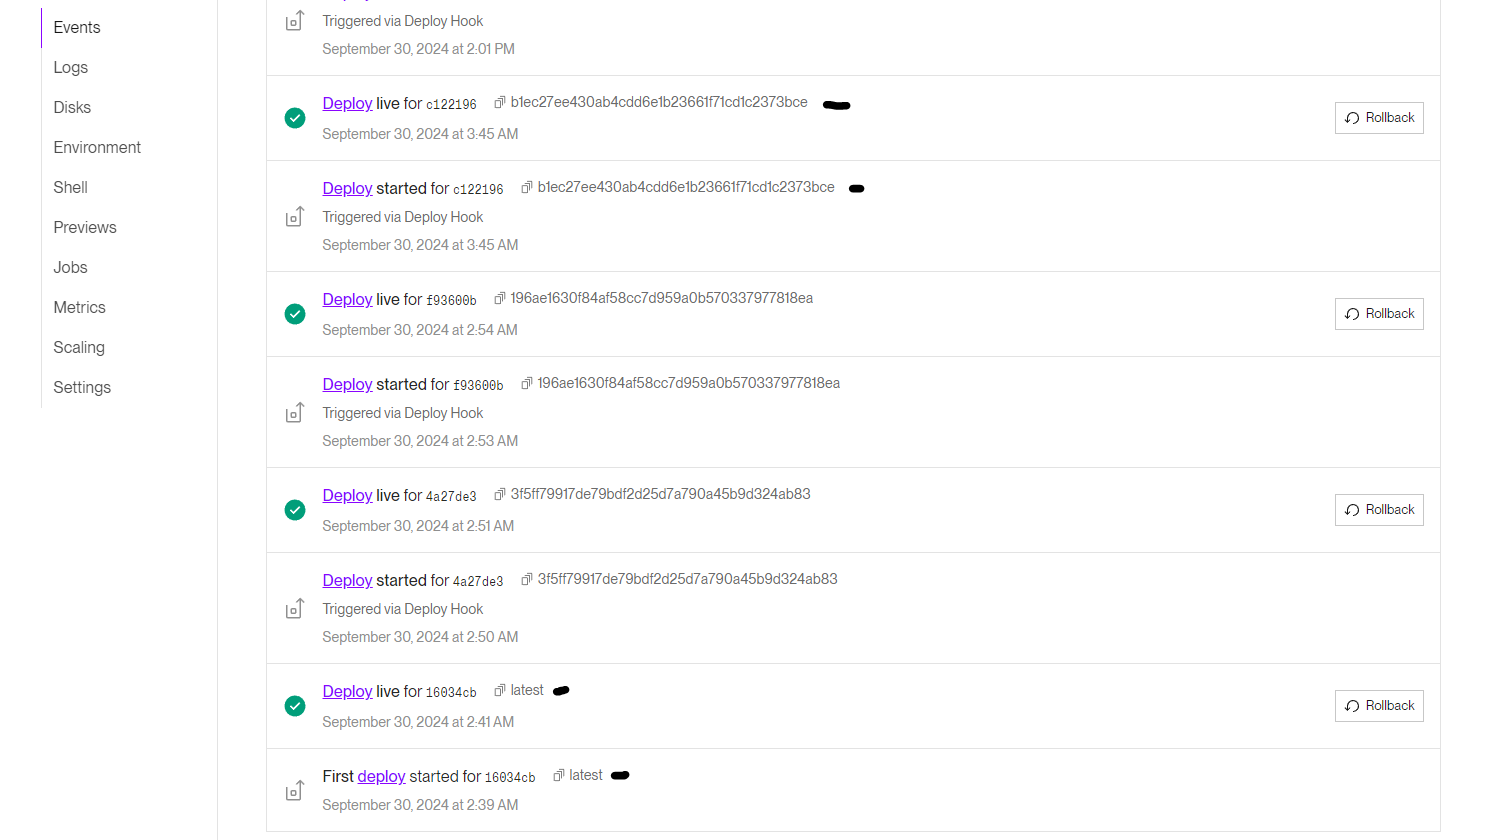 Events
Logs
Disks
Environment
Shell
Previews
Jobs
Metrics
Scaling
Settings
Triggered via Deploy Hook
September 30, 2024 at 2:01 PM
Deploy live for c122196 b1ec27ee430ab4cdd6e1b23661f71cd1c2373bce
September 30, 2024 at 3:45 AM
Rollback
Deploy started for c122196 b1ec27ee430ab4cdd6e1b23661f71cd1c2373bce
Triggered via Deploy Hook
September 30, 2024 at 3:45 AM
Deploy live for f93600b 196ae1630f84af58cc7d959a0b570337977818ea
September 30, 2024 at 2:54 AM
Rollback
Deploy started for f93600b 196ae1630f84af58cc7d959a0b570337977818ea
Triggered via Deploy Hook
September 30, 2024 at 2:53 AM
Deploy live for 4a27de3 3f5ff79917de79bdf2d25d7a790a45b9d324ab83
September 30, 2024 at 2:51 AM
Rollback
Deploy started for 4a27de3 3f5ff79917de79bdf2d25d7a790a45b9d324ab83
Triggered via Deploy Hook
September 30, 2024 at 2:50 AM
Deploy live for 16034cb latest
September 30, 2024 at 2:41 AM
Rollback
First deploy started for 16034cb latest
September 30, 2024 at 2:39 AM